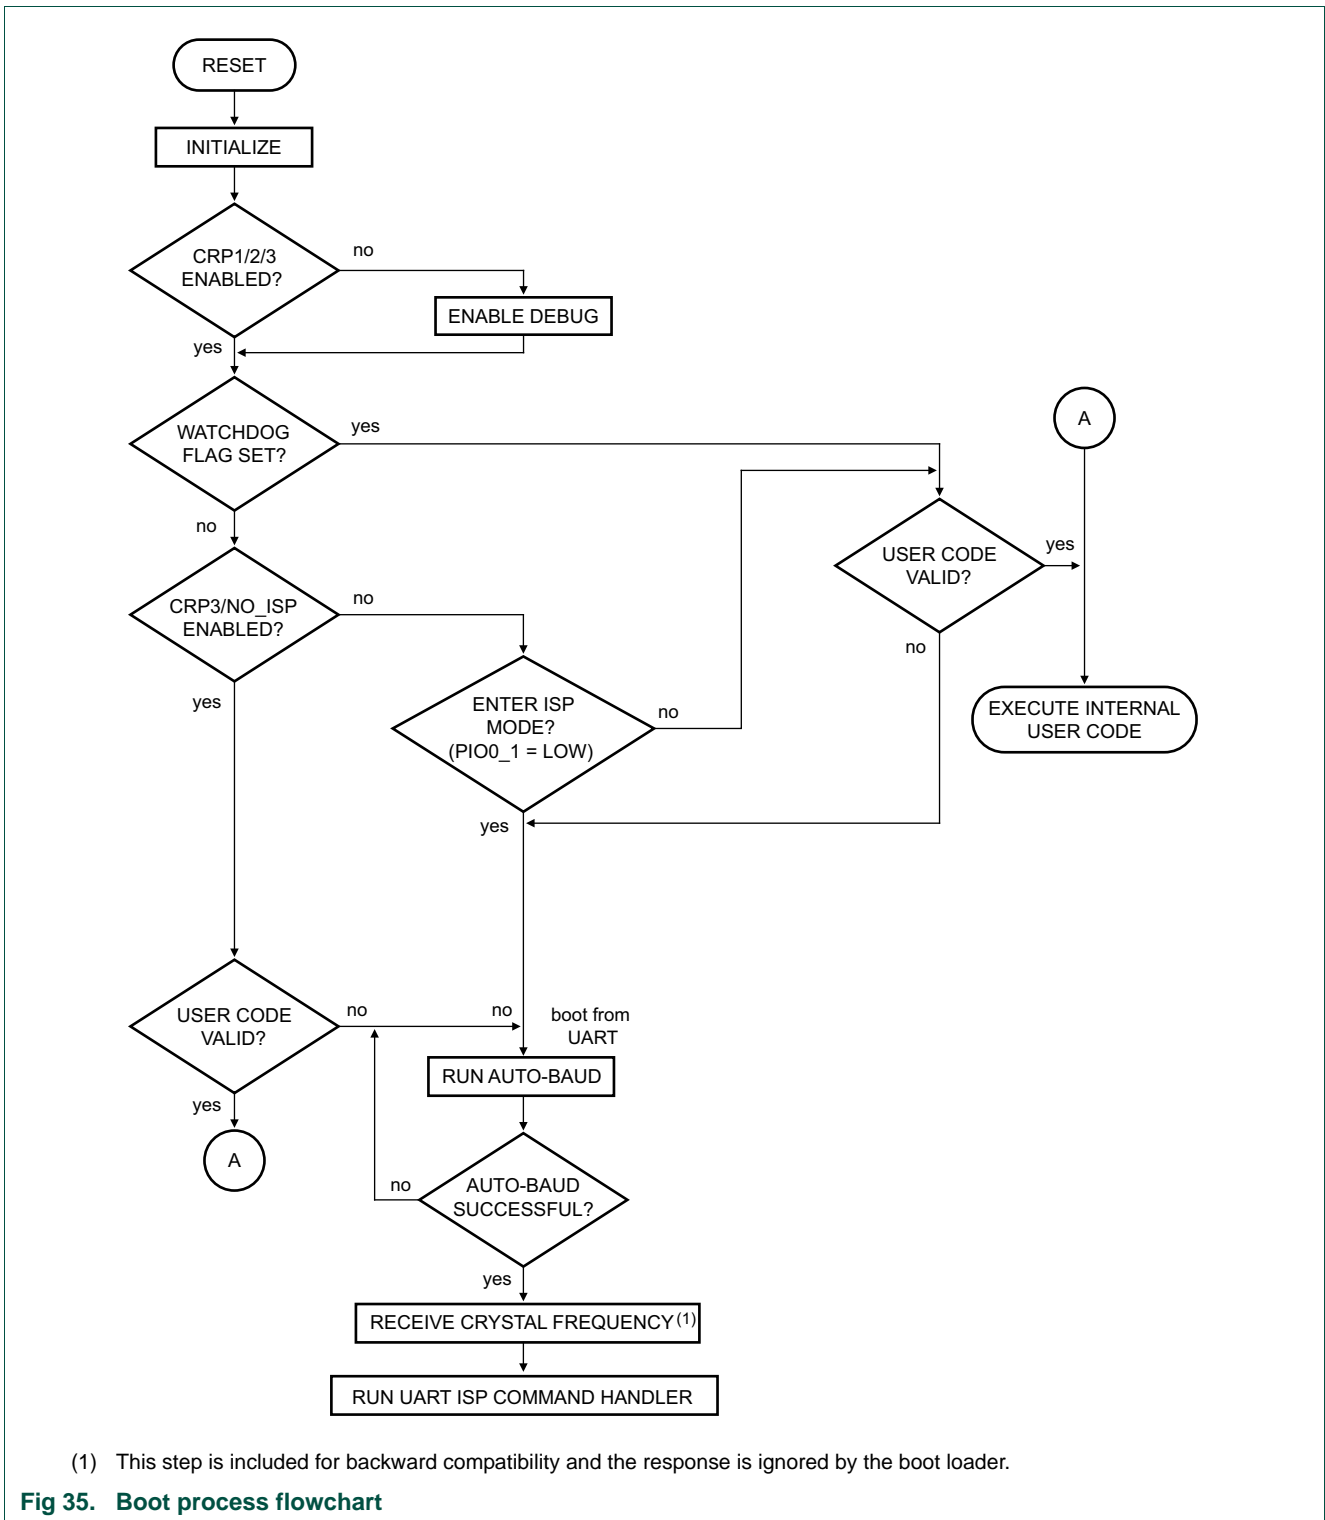 RESET
INITIALIZE
CRP1/2/3
ENABLED?
no
ENABLE DEBUG
yes
WATCHDOG
FLAG SET?
yes
A
no
USER CODE
VALID?
yes
no
CRP3/NO_ISP
ENABLED?
no
yes
ENTER ISP
MODE?
(PIO0_1 = LOW)
no
EXECUTE INTERNAL
USER CODE
yes
USER CODE
VALID?
no
no
boot from
UART
RUN AUTO-BAUD
yes
A
AUTO-BAUD
SUCCESSFUL?
no
yes
RECEIVE CRYSTAL FREQUENCY(1)
RUN UART ISP COMMAND HANDLER
(1) This step is included for backward compatibility and the response is ignored by the boot loader.
Fig 35. Boot process flowchart